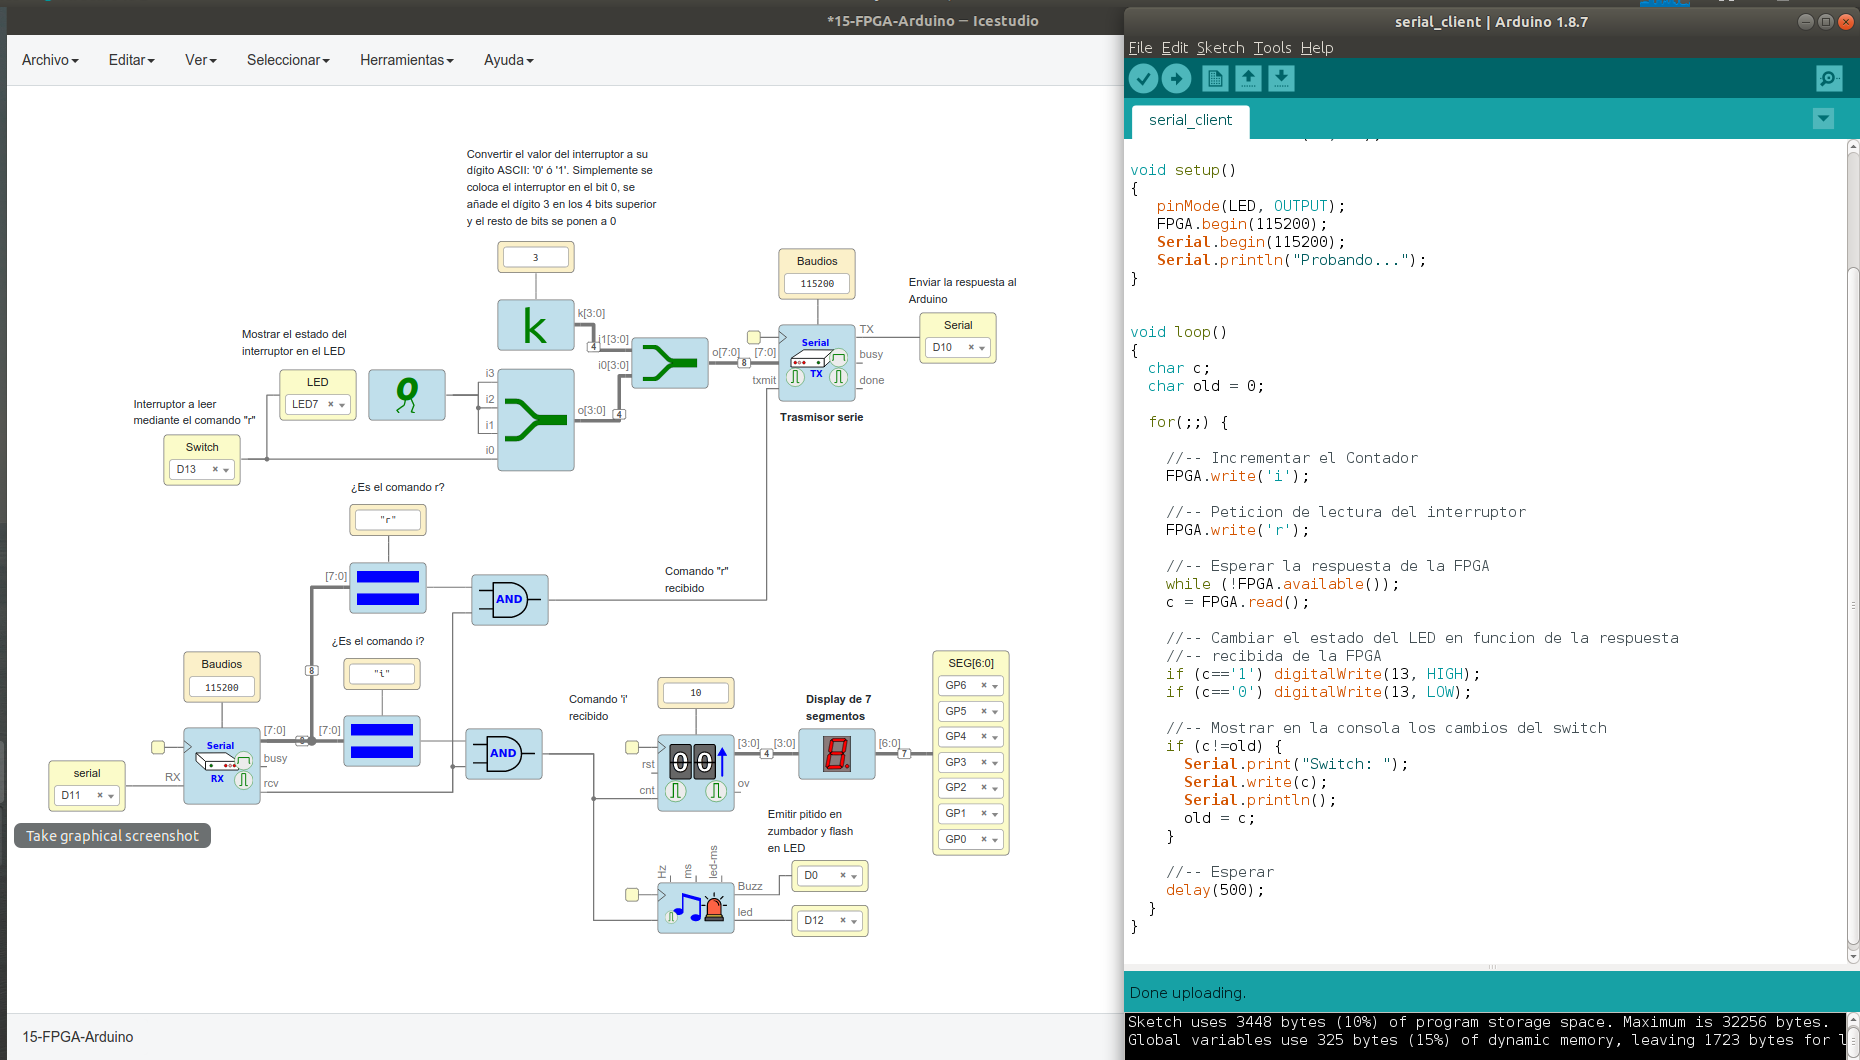 *15-FPGA-Arduino – Icestudio
Archivo
Editar
Ver
Seleccionar
Herramientas
Ayuda
Convertir el valor del interruptor a su
dígito ASCII: '0' ó '1'. Simplemente se
coloca el interruptor en el bit 0, se
añade el dígito 3 en los 4 bits superior
y el resto de bits se ponen a 0
3
k
k[3:0]
4
i1[3:0]
i0[3:0]
o[7:0]
8
[7:0]
txmit
Baudios
115200
Serial
TX
TX
busy
done
Trasmisor serie
Enviar la respuesta al
Arduino
Serial
D10
Mostrar el estado del
interruptor en el LED
LED
LED7
0
i3
i2
i1
i0
o[3:0]
4
Interruptor a leer
mediante el comando "r"
Switch
D13
¿Es el comando r?
"r"
[7:0]
AND
Comando "r"
recibido
8
¿Es el comando i?
"i"
[7:0]
AND
Baudios
115200
Serial
RX
[7:0]
8
busy
rcv
RX
serial
D11
Take graphical screenshot
Comando 'i'
recibido
10
00
rst
cnt
[3:0]
4
[3:0]
ov
Display de 7
segmentos
8.
[6:0]
7
SEG[6:0]
GP6
GP5
GP4
GP3
GP2
GP1
GP0
Emitir pitido en
zumbador y flash
en LED
Hz
ms
led-ms
Buzz
led
D0
D12
15-FPGA-Arduino
serial_client | Arduino 1.8.7
File Edit Sketch Tools Help
serial_client
void setup()
{
pinMode(LED, OUTPUT);
FPGA.begin(115200);
Serial.begin(115200);
Serial.println("Probando...");
}
void loop()
{
char c;
char old = 0;
for(;;) {
//-- Incrementar el Contador
FPGA.write('i');
//-- Peticion de lectura del interruptor
FPGA.write('r');
//-- Esperar la respuesta de la FPGA
while (!FPGA.available());
c = FPGA.read();
//-- Cambiar el estado del LED en funcion de la respuesta
//-- recibida de la FPGA
if (c=='1') digitalWrite(13, HIGH);
if (c=='0') digitalWrite(13, LOW);
//-- Mostrar en la consola los cambios del switch
if (c!=old) {
Serial.print("Switch: ");
Serial.write(c);
Serial.println();
old = c;
}
//-- Esperar
delay(500);
}
}
Done uploading.
Sketch uses 3448 bytes (10%) of program storage space. Maximum is 32256 bytes.
Global variables use 325 bytes (15%) of dynamic memory, leaving 1723 bytes for l